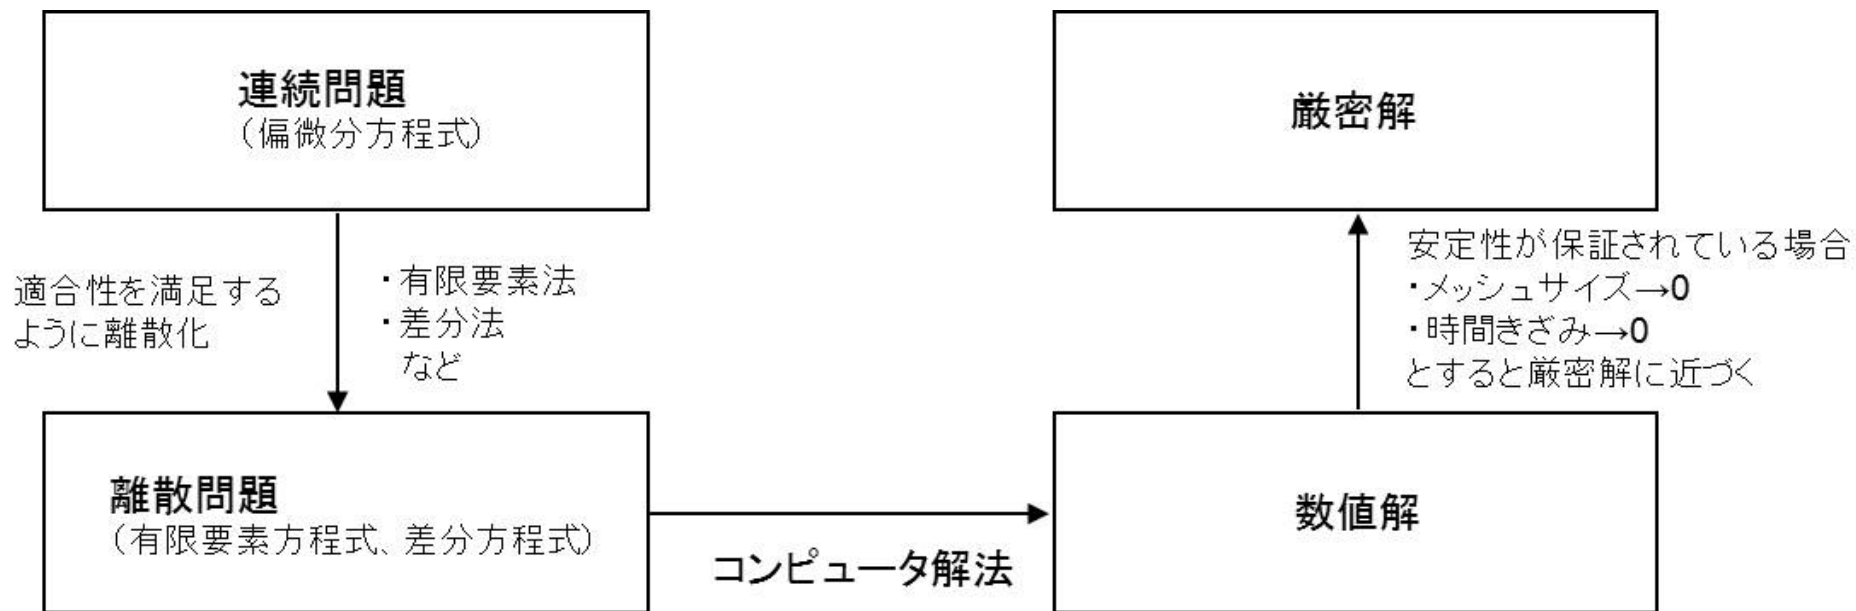 連続問題
（偏微分方程式）
厳密解
適合性を満足する
ように離散化
・有限要素法
・差分法
など
安定性が保証されている場合
・メッシュサイズ→0
・時間きざみ→0
とすると厳密解に近づく
離散問題
（有限要素方程式、差分方程式）
コンピュータ解法
数値解